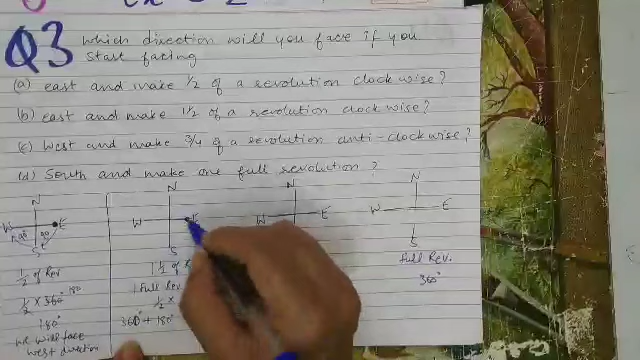 Q3 which direction will you face if you
start facing
(a) east and make 1/2 of a revolution clockwise?
(b) east and make 1 1/2 of a revolution clockwise?
(c) West and make 3/4 of a revolution anti-clockwise?
(d) South and make one full revolution?
N
W E
S
90° 90°
1/2 of Rev
1/2 × 360° 180
180°
we will face
west direction
N
W E
S
1 1/2 of
1 full Rev
1/2 ×
360° + 180°
N
W E
N
W E
S
full Rev.
360°